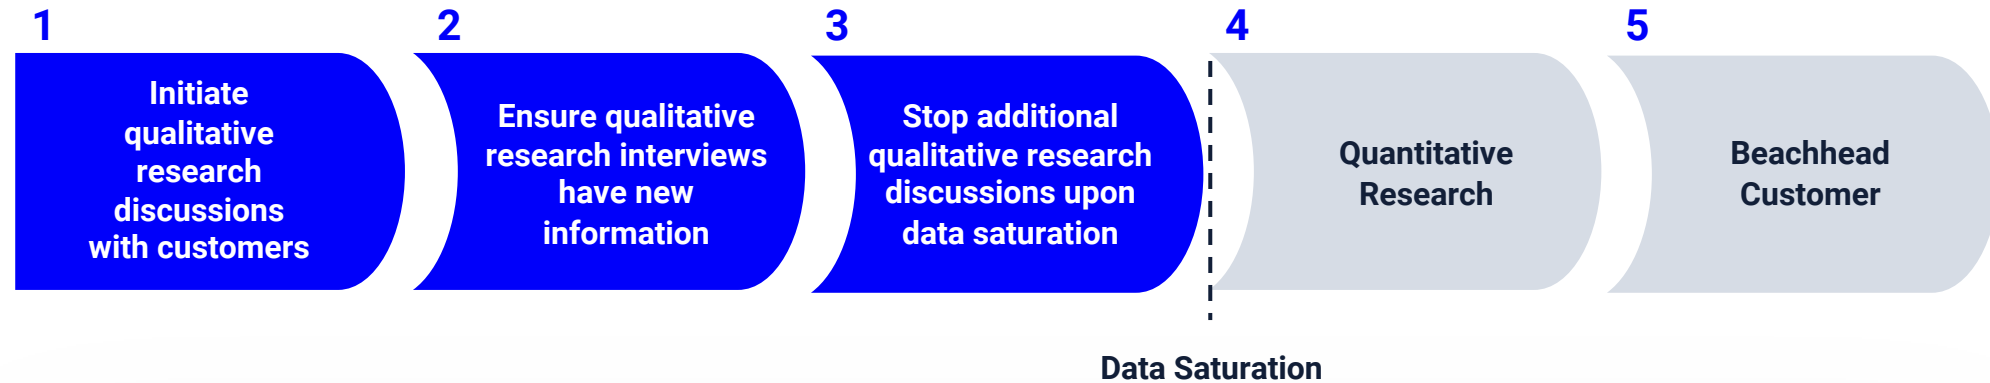 1
Initiate
qualitative
research
discussions
with customers
2
Ensure qualitative
research interviews
have new
information
3
Stop additional
qualitative research
discussions upon
data saturation
4
Quantitative
Research
5
Beachhead
Customer
Data Saturation